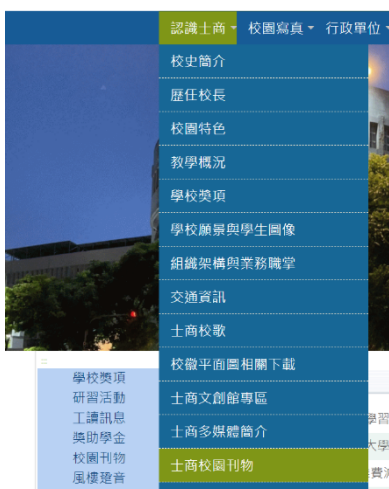 認識士商 校園寫真 行政單位
校史簡介
歷任校長
校園特色
教學概況
學校獎項
學校願景與學生圖像
組織架構與業務職掌
交通資訊
士商校歌
校徽平面圖相關下載
士商文創館專區
士商多媒體簡介
士商校園刊物
學校獎項
研習活動
工讀訊息
獎助學金
校園刊物
風樓跫音
學習
大學